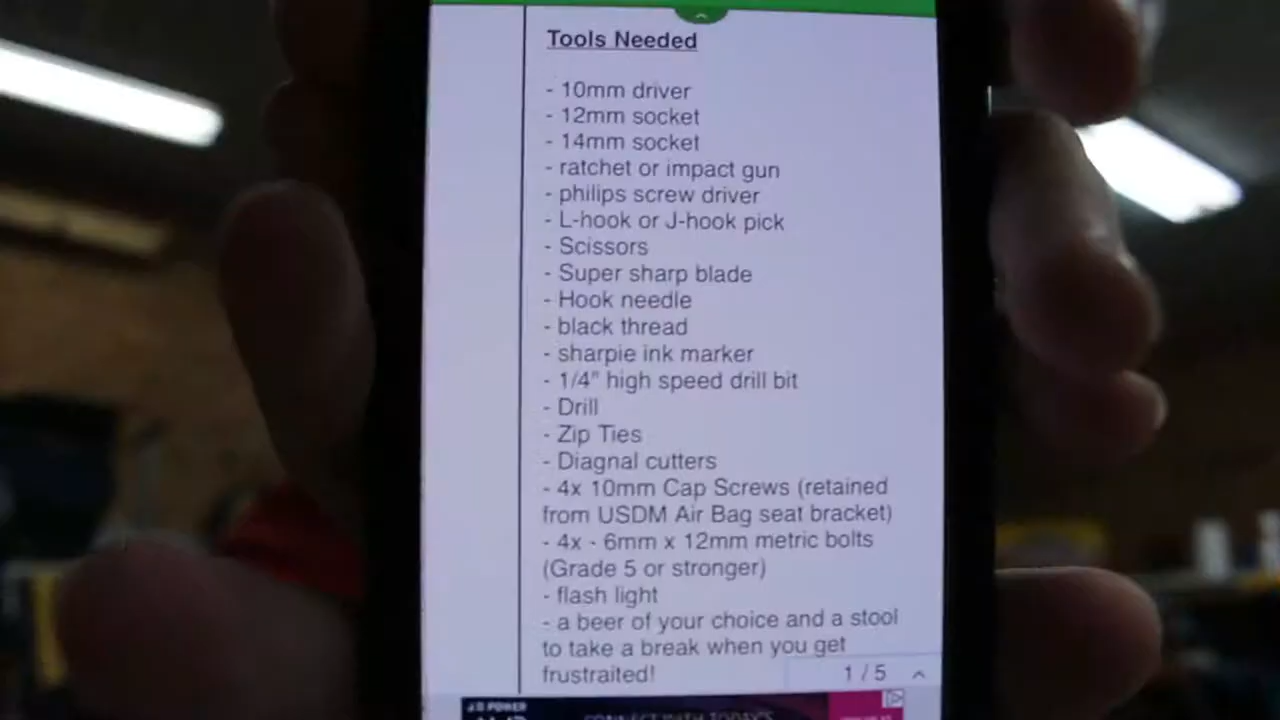 Tools Needed
- 10mm driver
- 12mm socket
- 14mm socket
- ratchet or impact gun
- philips screw driver
- L-hook or J-hook pick
- Scissors
- Super sharp blade
- Hook needle
- black thread
- sharpie ink marker
- 1/4" high speed drill bit
- Drill
- Zip Ties
- Diagnal cutters
- 4x 10mm Cap Screws (retained
from USDM Air Bag seat bracket)
- 4x - 6mm x 12mm metric bolts
(Grade 5 or stronger)
- flash light
- a beer of your choice and a stool
to take a break when you get
frustraited!
1 / 5
J.D. POWER
CONNECT WITH TODAY'S